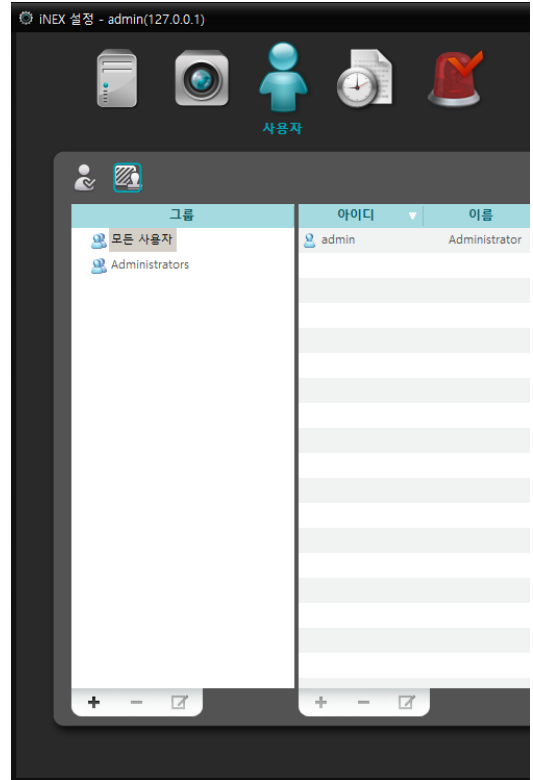 iNEX 설정 - admin(127.0.0.1)
사용자
그룹
아이디 이름
모든 사용자
admin Administrator
Administrators